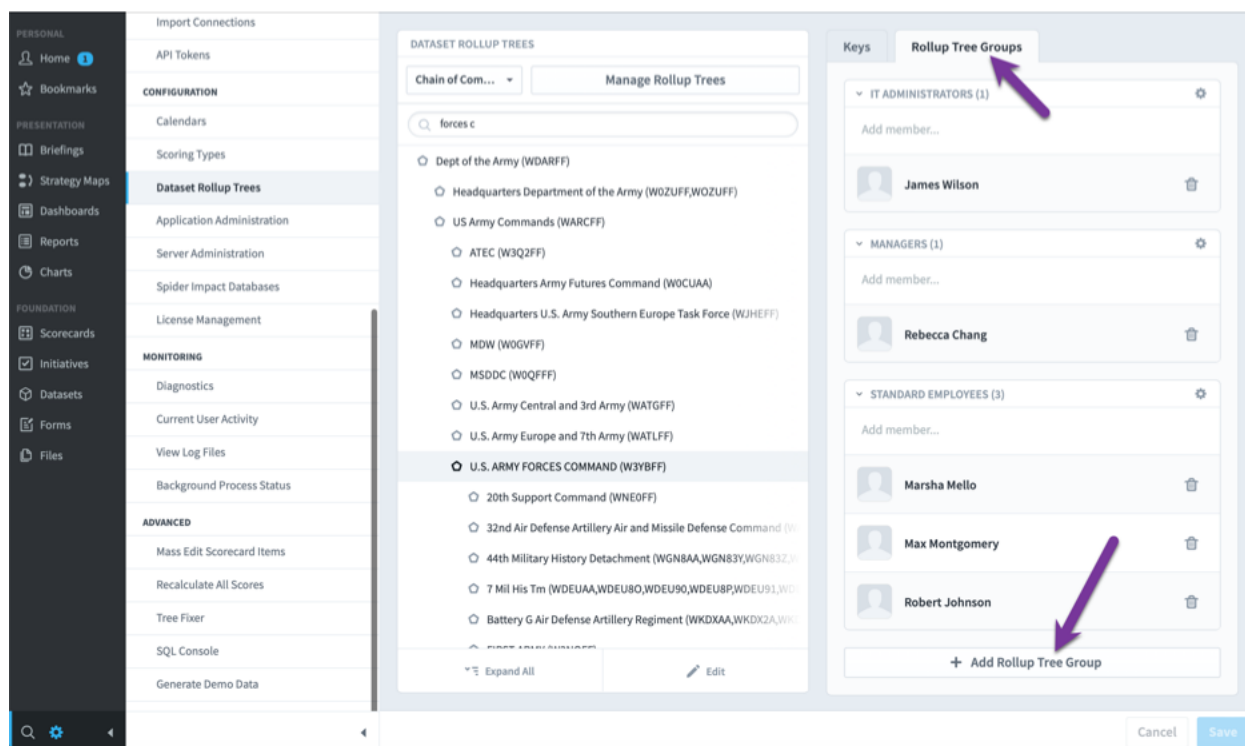 PERSONAL
Home 1
Bookmarks
PRESENTATION
Briefings
Strategy Maps
Dashboards
Reports
Charts
FOUNDATION
Scorecards
Initiatives
Datasets
Forms
Files
Import Connections
API Tokens
CONFIGURATION
Calendars
Scoring Types
Dataset Rollup Trees
Application Administration
Server Administration
Spider Impact Databases
License Management
MONITORING
Diagnostics
Current User Activity
View Log Files
Background Process Status
ADVANCED
Mass Edit Scorecard Items
Recalculate All Scores
Tree Fixer
SQL Console
Generate Demo Data
DATASET ROLLUP TREES
Chain of Com... Manage Rollup Trees
forces c
Dept of the Army (WDARFF)
Headquarters Department of the Army (W0ZUFF,WOZUFF)
US Army Commands (WARCFF)
ATEC (W3Q2FF)
Headquarters Army Futures Command (W0CUAA)
Headquarters U.S. Army Southern Europe Task Force (WJHEFF)
MDW (W0GVFF)
MSDDC (W0QFFF)
U.S. Army Central and 3rd Army (WATGFF)
U.S. Army Europe and 7th Army (WATLFF)
U.S. ARMY FORCES COMMAND (W3YBFF)
20th Support Command (WNE0FF)
32nd Air Defense Artillery Air and Missile Defense Command (W
44th Military History Detachment (WGN8AA,WGN83Y,WGN83Z,W
7 Mil His Tm (WDEUAA,WDEU8O,WDEU90,WDEU8P,WDEU91,WD
Battery G Air Defense Artillery Regiment (WKDXAA,WKDX2A,WK
Expand All Edit
Keys Rollup Tree Groups
IT ADMINISTRATORS (1)
Add member...
James Wilson
MANAGERS (1)
Add member...
Rebecca Chang
STANDARD EMPLOYEES (3)
Add member...
Marsha Mello
Max Montgomery
Robert Johnson
+ Add Rollup Tree Group
Cancel Save